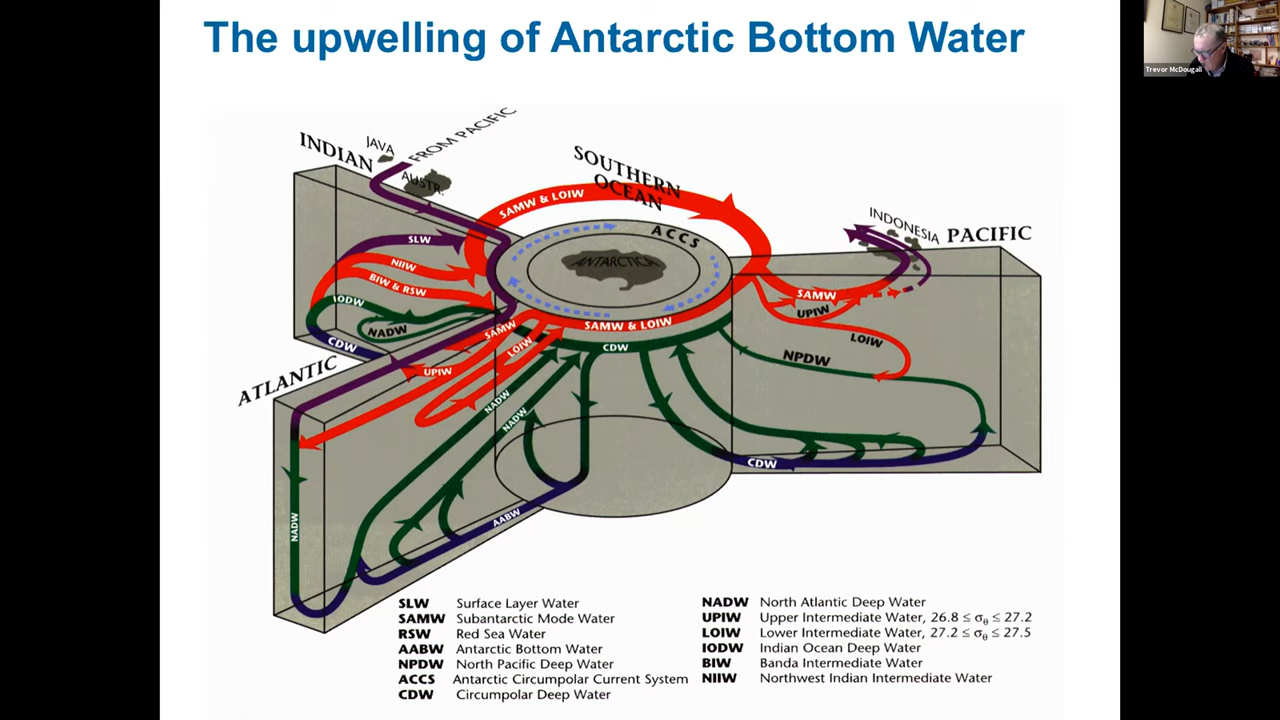 The upwelling of Antarctic Bottom Water
Trevor McDougall
INDIAN
JAVA
FROM PACIFIC
AUSTR.
SOUTHERN
OCEAN
SAMW & LOIW
ACCS
ANTARCTICA
INDONESIA
PACIFIC
SLW
NIIW
BIW & RSW
IODW
NADW
CDW
SAMW
LOIW
UPIW
SAMW & LOIW
CDW
SAMW
UPIW
LOIW
NPDW
CDW
ATLANTIC
NADW
NADW
NADW
AABW
SLW Surface Layer Water
SAMW Subantarctic Mode Water
RSW Red Sea Water
AABW Antarctic Bottom Water
NPDW North Pacific Deep Water
ACCS Antarctic Circumpolar Current System
CDW Circumpolar Deep Water
NADW North Atlantic Deep Water
UPIW Upper Intermediate Water, 26.8 ≤ σθ ≤ 27.2
LOIW Lower Intermediate Water, 27.2 ≤ σθ ≤ 27.5
IODW Indian Ocean Deep Water
BIW Banda Intermediate Water
NIIW Northwest Indian Intermediate Water